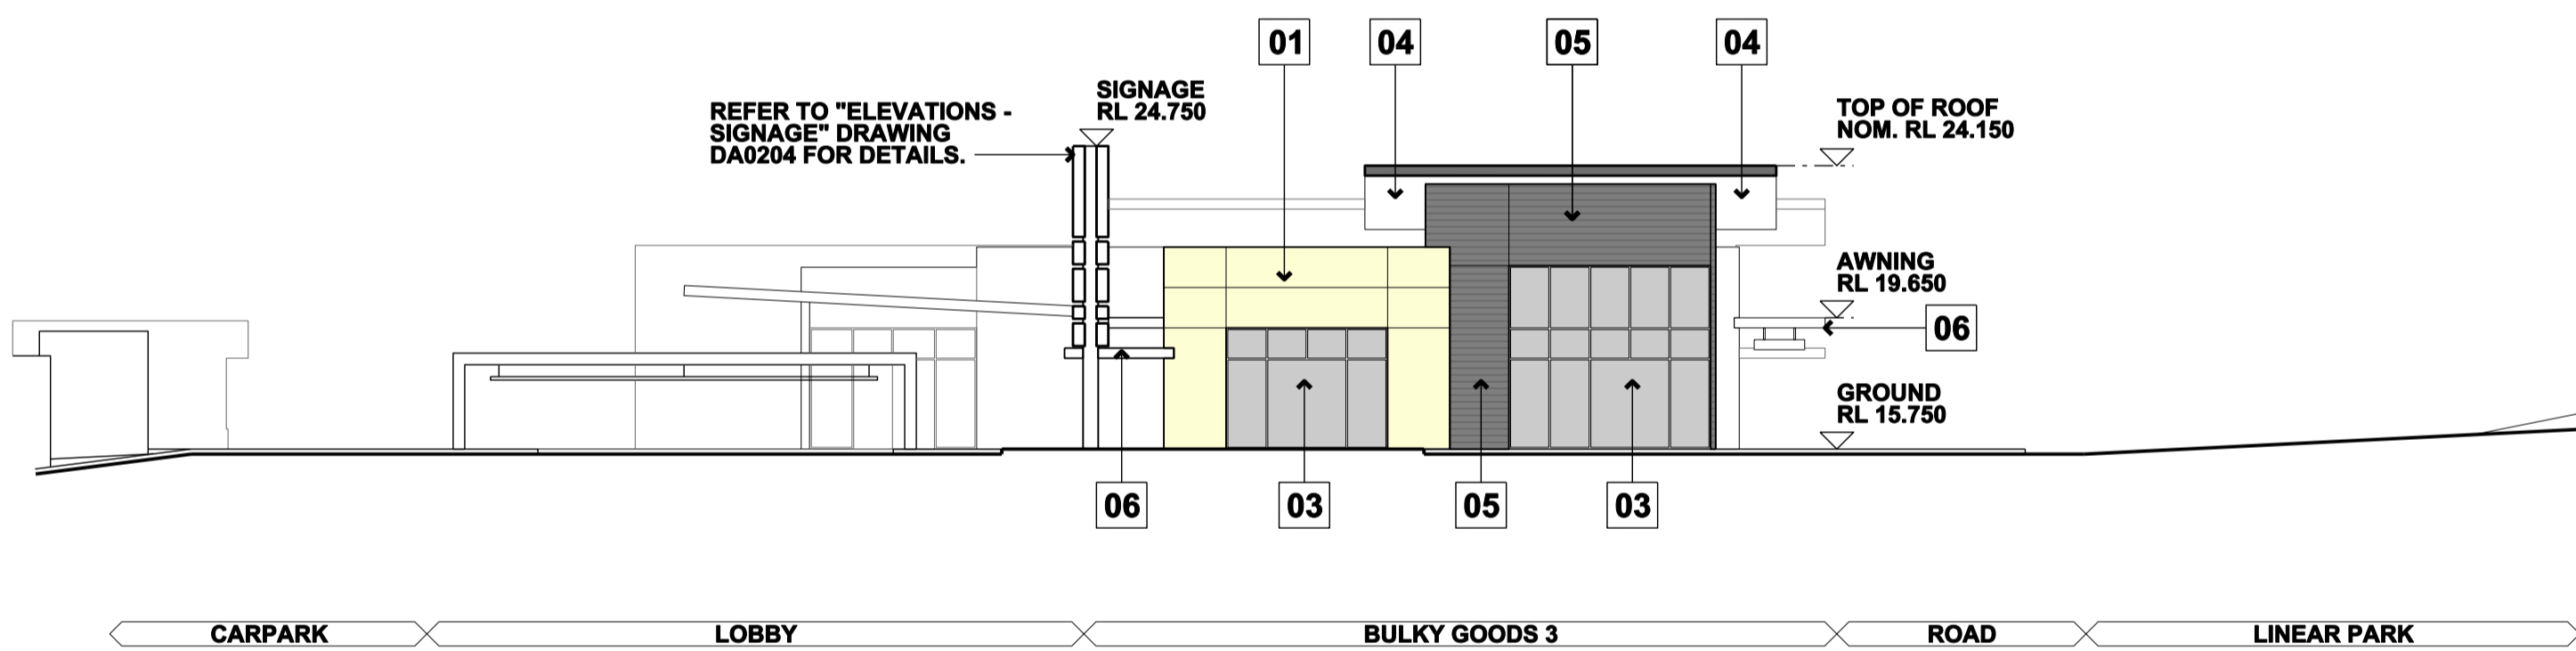 01
04
05
04
SIGNAGE
RL 24.750
REFER TO "ELEVATIONS -
SIGNAGE" DRAWING
DA0204 FOR DETAILS.
TOP OF ROOF
NOM. RL 24.150
AWNING
RL 19.650
06
GROUND
RL 15.750
06
03
05
03
CARPARK
LOBBY
BULKY GOODS 3
ROAD
LINEAR PARK